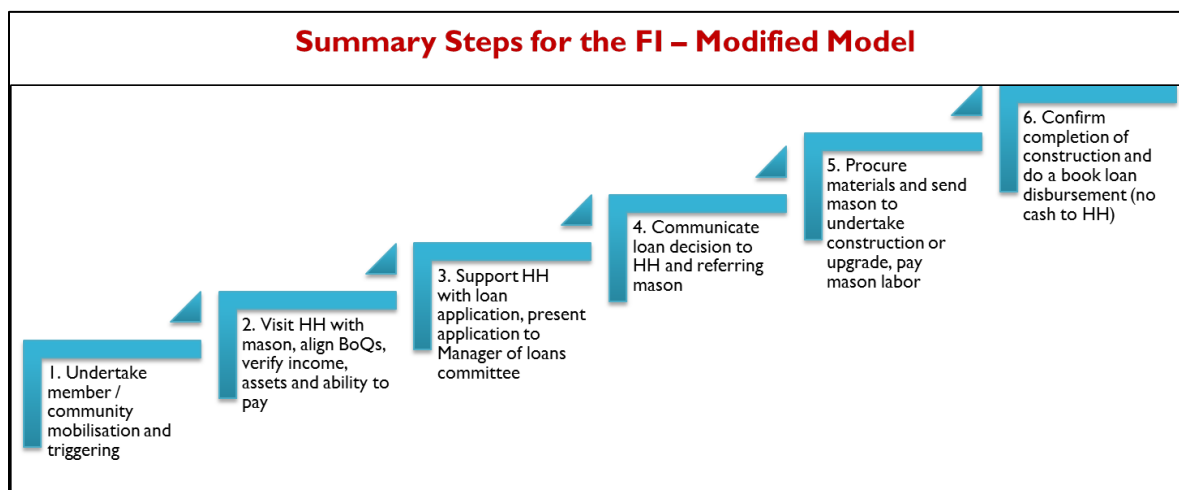 Summary Steps for the FI – Modified Model
1. Undertake
member /
community
mobilisation and
triggering
2. Visit HH with
mason, align BoQs,
verify income,
assets and ability to
pay
3. Support HH
with loan
application, present
application to
Manager of loans
committee
4. Communicate
loan decision to
HH and referring
mason
5. Procure
materials and send
mason to
undertake
construction or
upgrade, pay
mason labor
6. Confirm
completion of
construction and
do a book loan
disbursement (no
cash to HH)